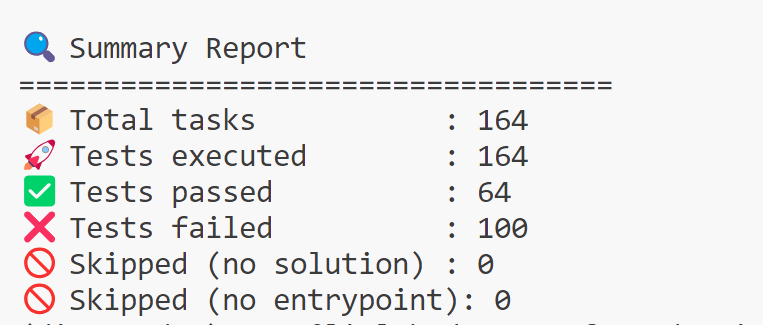 🔍 Summary Report
===================================
📦 Total tasks : 164
🚀 Tests executed : 164
✅ Tests passed : 64
❌ Tests failed : 100
🚫 Skipped (no solution) : 0
🚫 Skipped (no entrypoint): 0